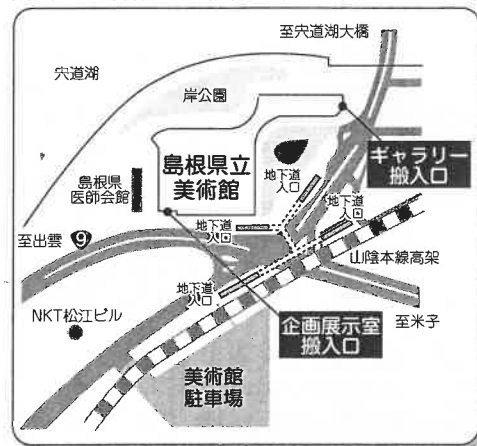 至宍道湖大橋
宍道湖
岸公園
島根県立
美術館
地下道
入口
ギャラリー
搬入口
島根県
医師会館
地下道
入口
地下道
入口
至出雲
9
山陰本線高架
地下道
入口
NKT松江ビル
企画展示室
搬入口
至米子
美術館
駐車場